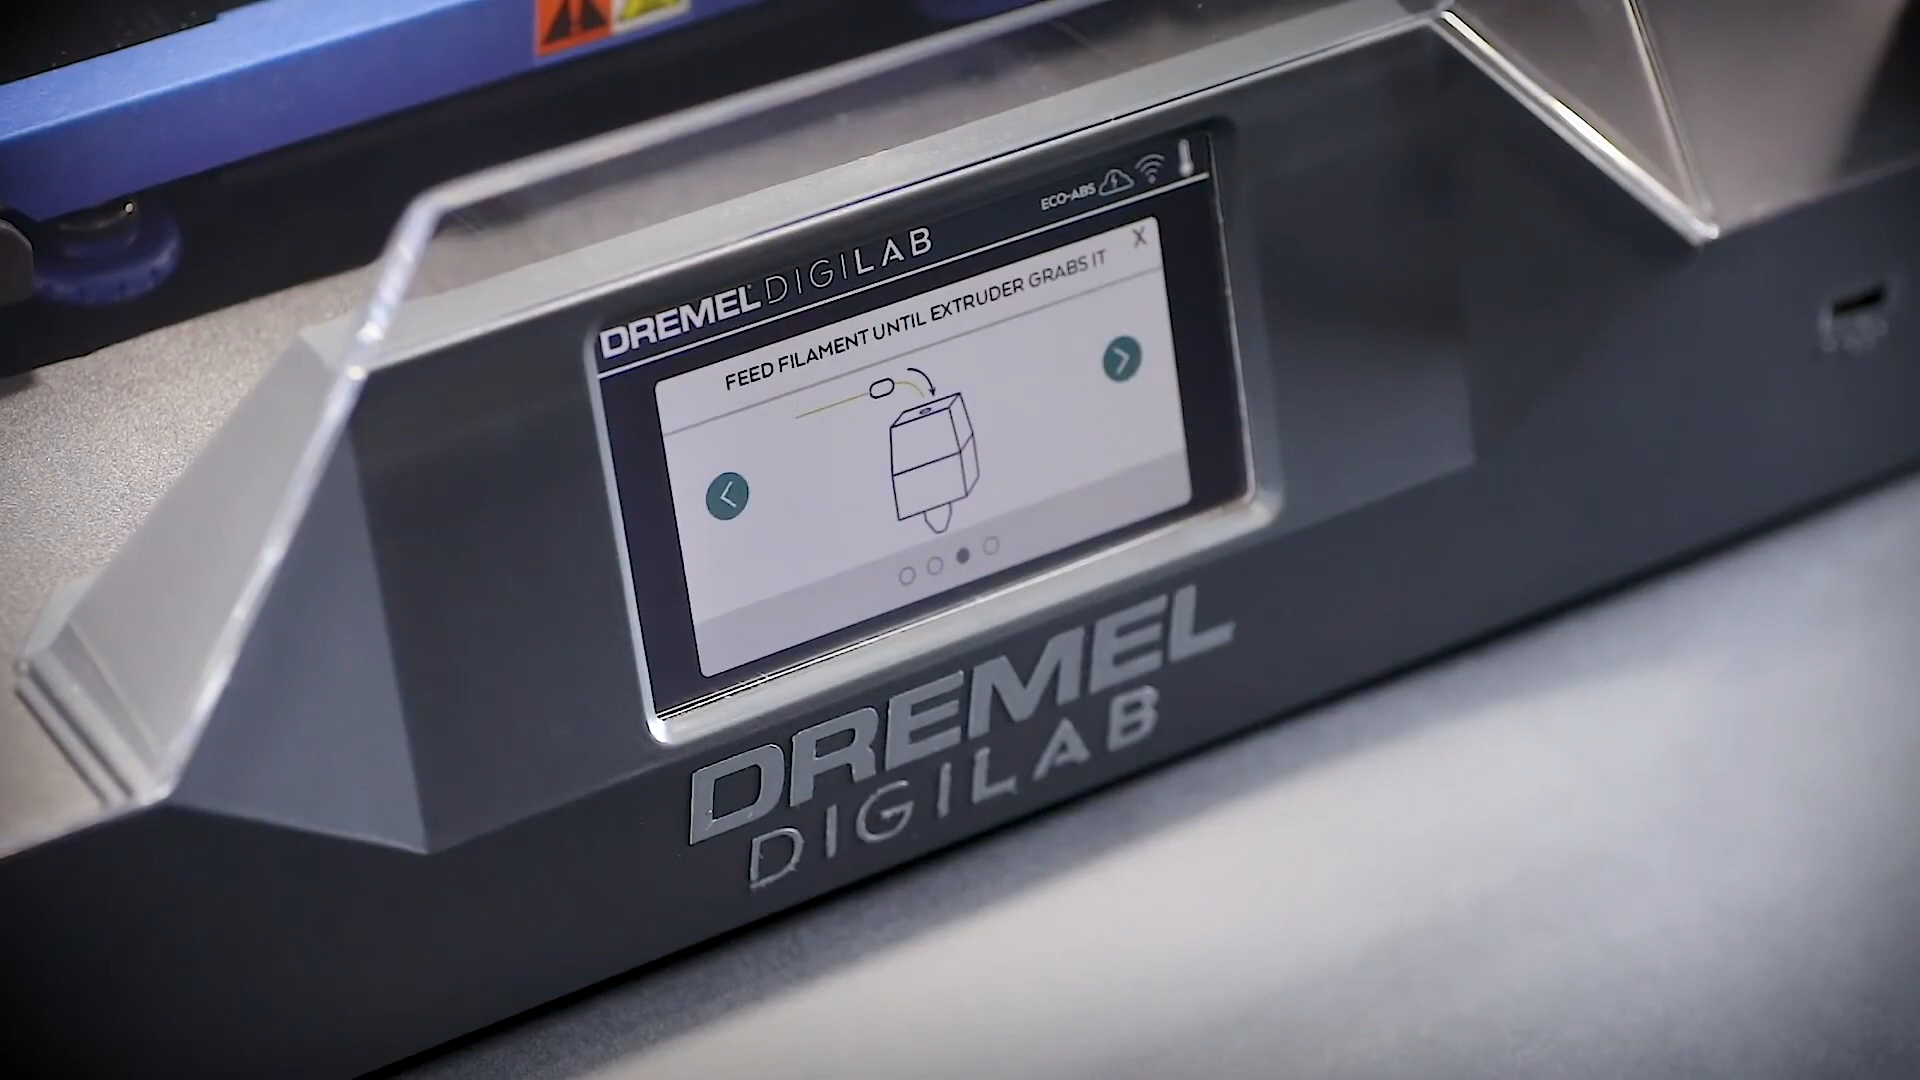 ECO-ABS
DREMEL DIGILAB
X
FEED FILAMENT UNTIL EXTRUDER GRABS IT
DREMEL
DIGILAB